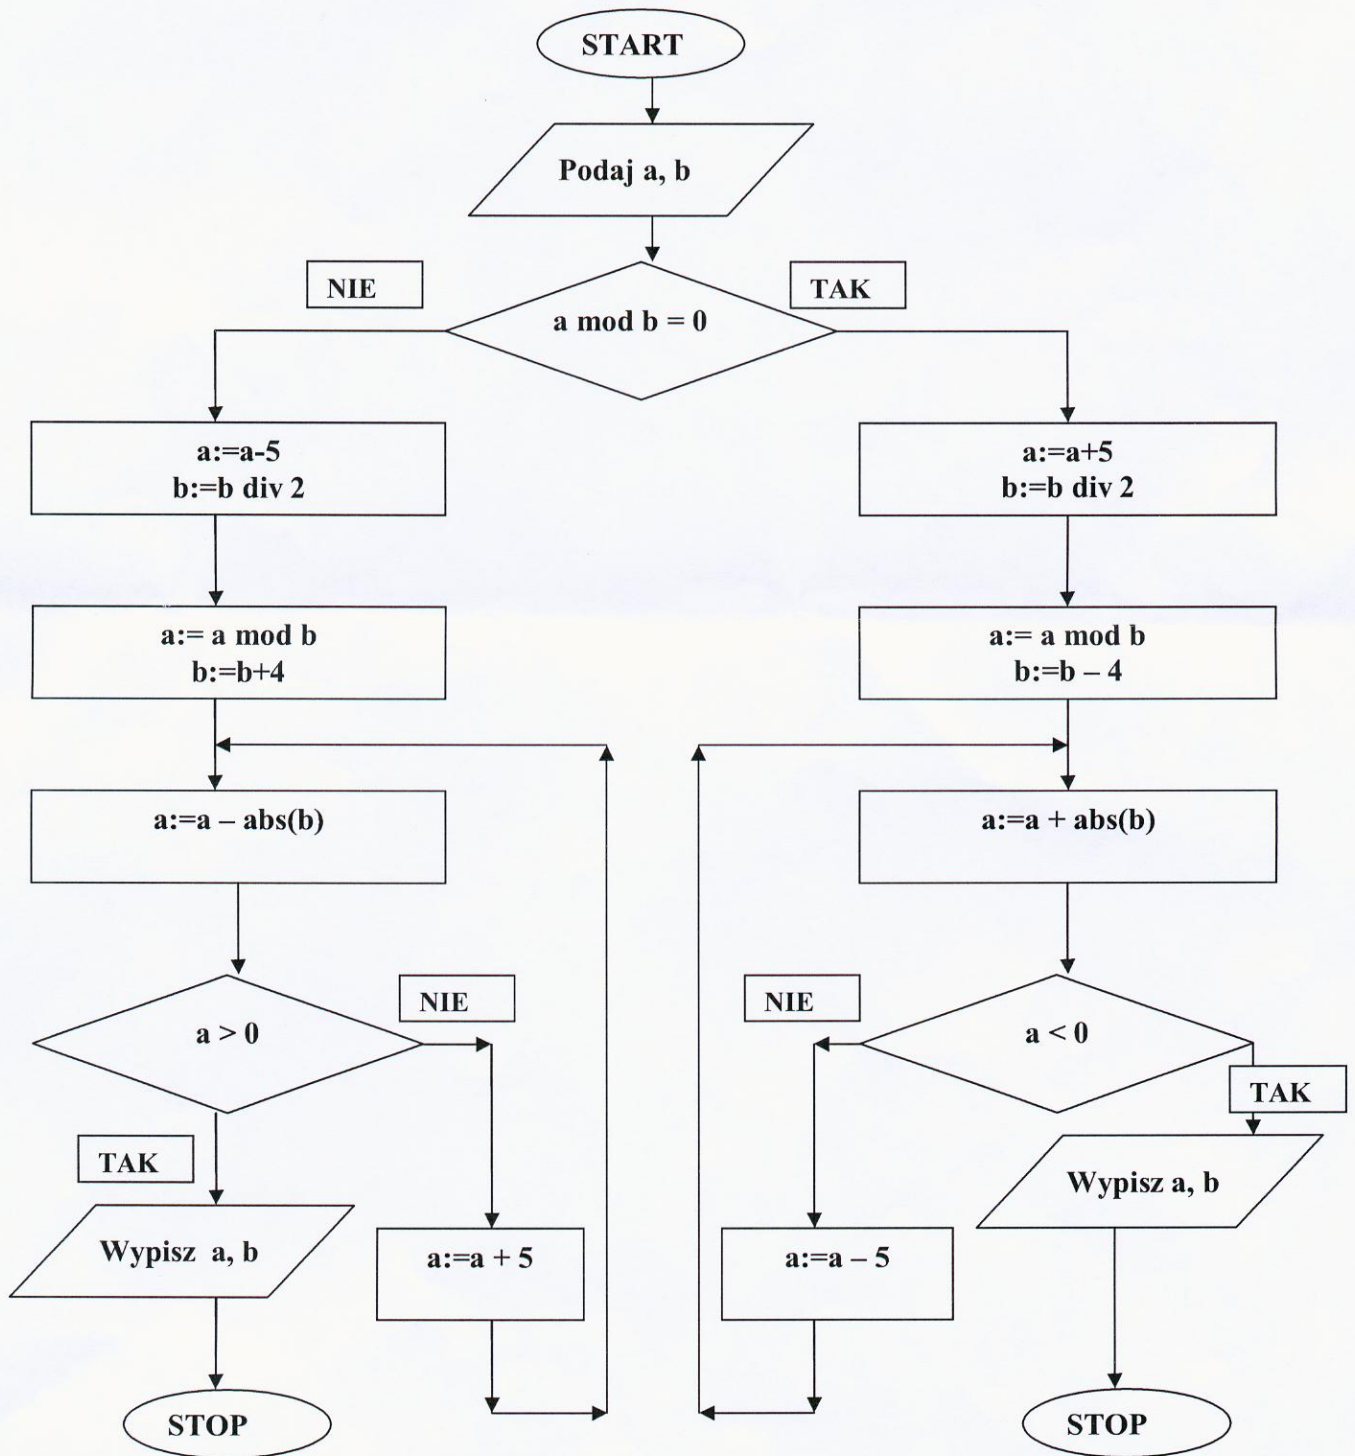 START
Podaj a, b
NIE
TAK
a mod b = 0
a:=a-5
b:=b div 2
a:=a+5
b:=b div 2
a:= a mod b
b:=b+4
a:= a mod b
b:=b – 4
a:=a – abs(b)
a:=a + abs(b)
NIE
a > 0
NIE
a < 0
TAK
TAK
Wypisz a, b
Wypisz a, b
a:=a + 5
a:=a – 5
STOP
STOP